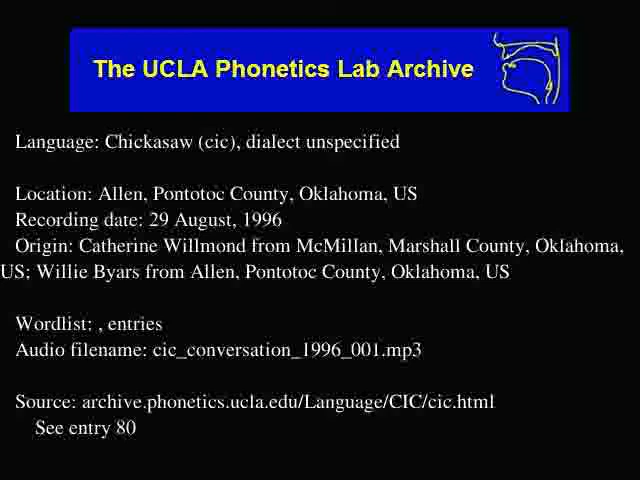 The UCLA Phonetics Lab Archive
Language: Chickasaw (cic), dialect unspecified
Location: Allen, Pontotoc County, Oklahoma, US
Recording date: 29 August, 1996
Origin: Catherine Willmond from McMillan, Marshall County, Oklahoma,
US; Willie Byars from Allen, Pontotoc County, Oklahoma, US
Wordlist: , entries
Audio filename: cic_conversation_1996_001.mp3
Source: archive.phonetics.ucla.edu/Language/CIC/cic.html
See entry 80